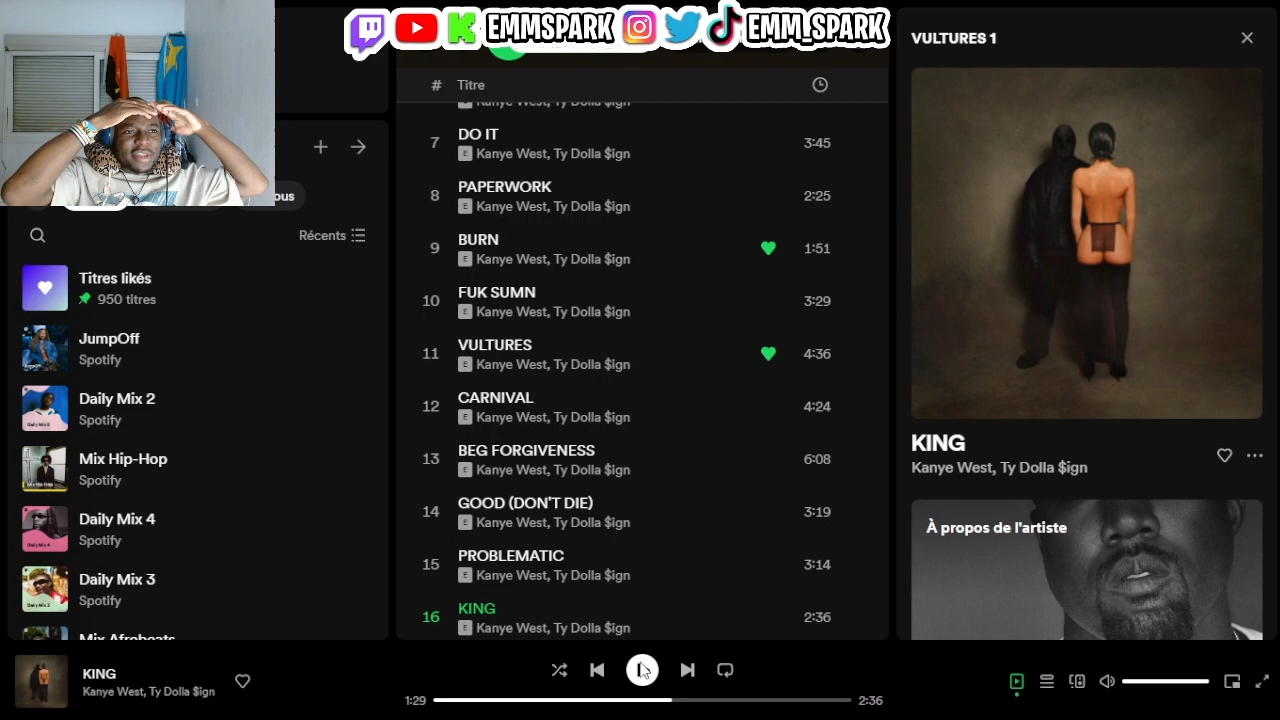 EMMSPARK EMM_SPARK
VULTURES 1
# Titre
Kanye West, Ty Dolla $ign
7 DO IT 3:45
E Kanye West, Ty Dolla $ign
8 PAPERWORK 2:25
E Kanye West, Ty Dolla $ign
9 BURN 1:51
E Kanye West, Ty Dolla $ign
10 FUK SUMN 3:29
E Kanye West, Ty Dolla $ign
11 VULTURES 4:36
E Kanye West, Ty Dolla $ign
12 CARNIVAL 4:24
E Kanye West, Ty Dolla $ign
13 BEG FORGIVENESS 6:08
E Kanye West, Ty Dolla $ign
14 GOOD (DON'T DIE) 3:19
E Kanye West, Ty Dolla $ign
15 PROBLEMATIC 3:14
E Kanye West, Ty Dolla $ign
16 KING 2:36
E Kanye West, Ty Dolla $ign
Récents
Titres likés
950 titres
JumpOff
Spotify
Daily Mix 2
Spotify
Mix Hip-Hop
Spotify
Daily Mix 4
Spotify
Daily Mix 3
Spotify
Mix Afrobeats
KING
Kanye West, Ty Dolla $ign
À propos de l'artiste
KING
Kanye West, Ty Dolla $ign
1:29 2:36